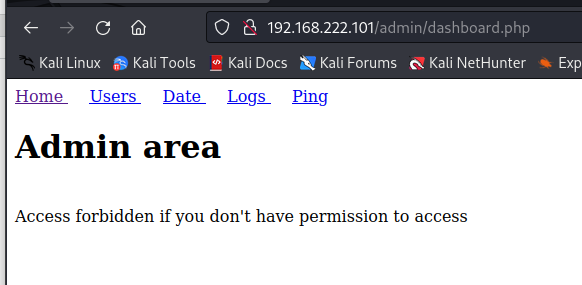 192.168.222.101/admin/dashboard.php
Kali Linux Kali Tools Kali Docs Kali Forums Kali NetHunter Exp
Home Users Date Logs Ping
Admin area
Access forbidden if you don't have permission to access